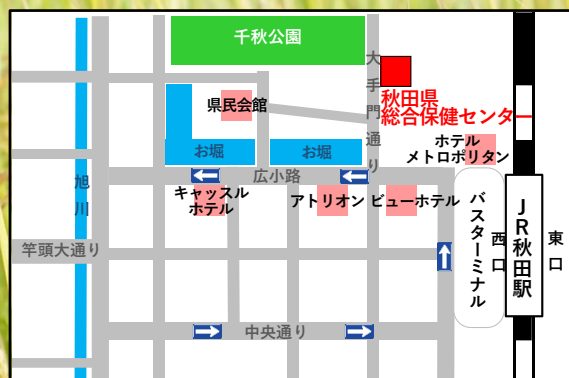 千秋公園
大手門通り
秋田県
総合保健センター
県民会館
ホテル
メトロポリタン
お堀
お堀
広小路
旭川
キャッスル
ホテル
アトリオン
ビューホテル
バスターミナル
西口
JR秋田駅
東口
竿頭大通り
中央通り